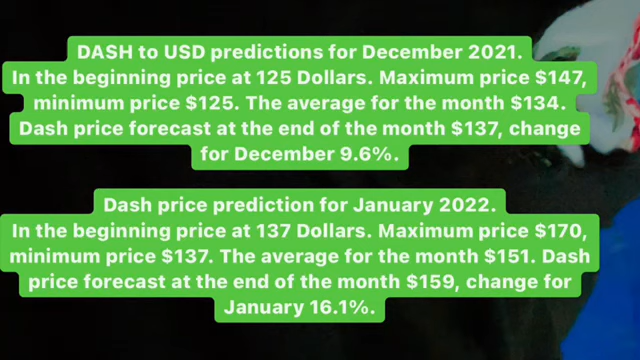 DASH to USD predictions for December 2021.
In the beginning price at 125 Dollars. Maximum price $147,
minimum price $125. The average for the month $134.
Dash price forecast at the end of the month $137, change
for December 9.6%.
Dash price prediction for January 2022.
In the beginning price at 137 Dollars. Maximum price $170,
minimum price $137. The average for the month $151. Dash
price forecast at the end of the month $159, change for
January 16.1%.